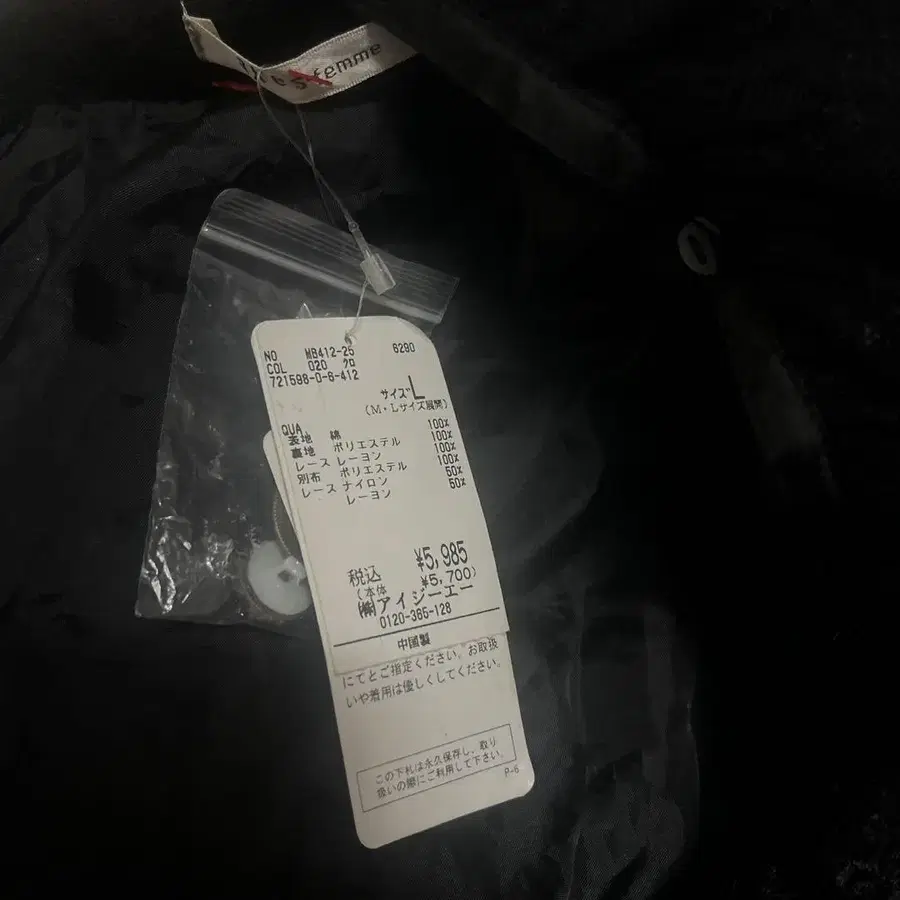 femme
NO MB412-25 6290
COL 020 クロ
721598-0-6-412
サイズL
(M・Lサイズ展開)
QUA
表地 綿 100%
裏地 ポリエステル 100%
レース レーヨン 100%
別布 ポリエステル 100%
レース ナイロン 50%
レーヨン 50%
税込 ¥5,985
(本体 ¥5,700)
㈱アイジーエー
0120-385-128
中国製
にてとご指定ください。お取扱
いや着用は優しくしてください。
この下札は永久保存し、取り
扱いの際にご利用して下さい。
P-6